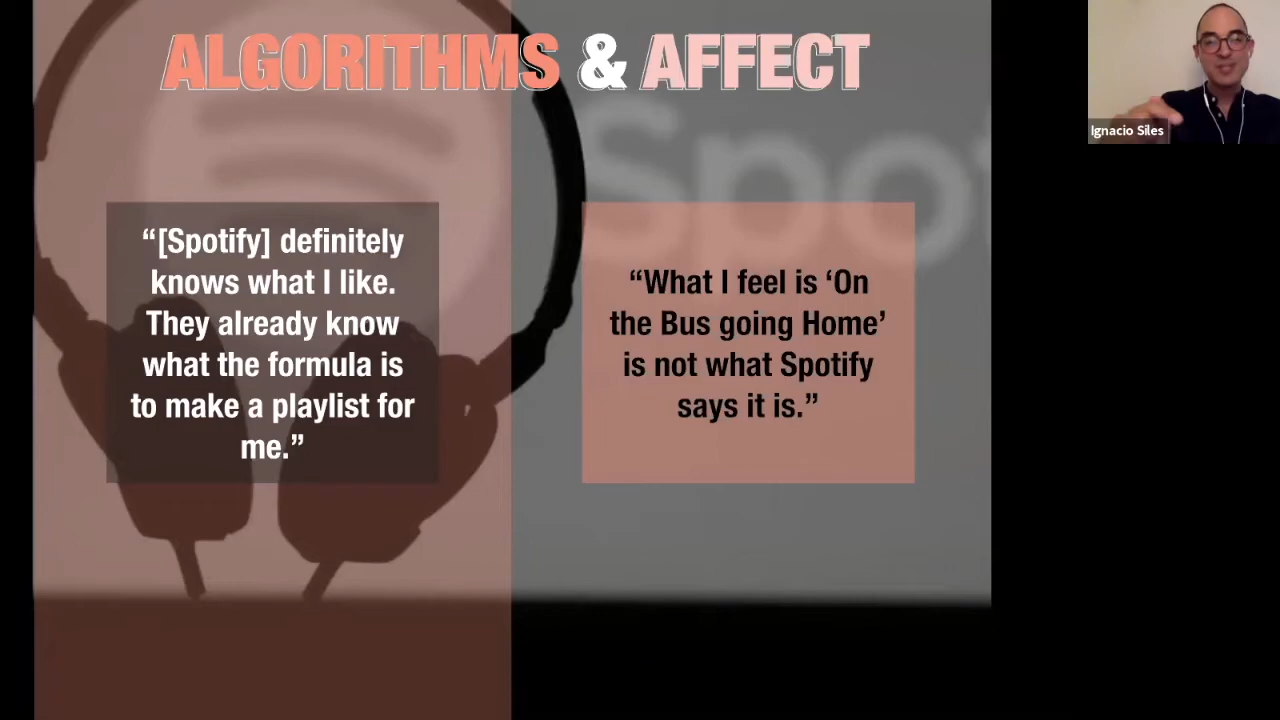 ALGORITHMS & AFFECT
Spot
Ignacio Siles
“[Spotify] definitely
knows what I like.
They already know
what the formula is
to make a playlist for
me.”
“What I feel is ‘On
the Bus going Home’
is not what Spotify
says it is.”